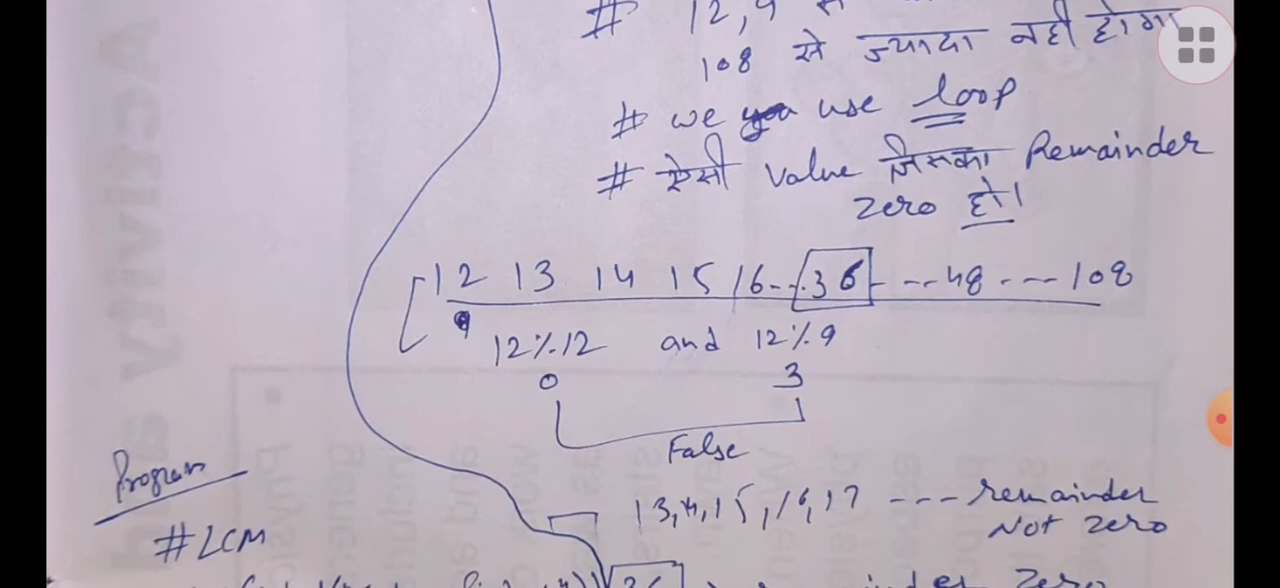 # 12, 9 से
108 से ज्यादा नही होगा
# we use loop
# ऐसी value जिसका Remainder
zero हो।
12 13 14 15 16--.36---48---108
12%12 and 12%9
0 3
False
Program
13,14,15,16,17 --- remainder
Not zero
#LCM
36
zero